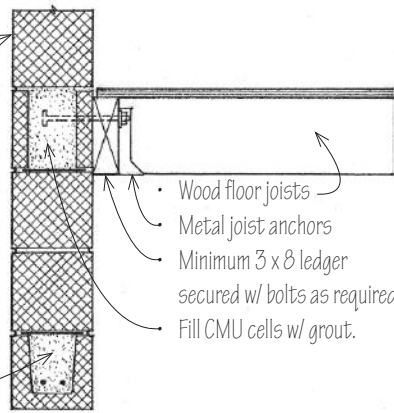 • Wood floor joists
• Metal joist anchors
• Minimum 3 x 8 ledger
secured w/ bolts as required
• Fill CMU cells w/ grout.